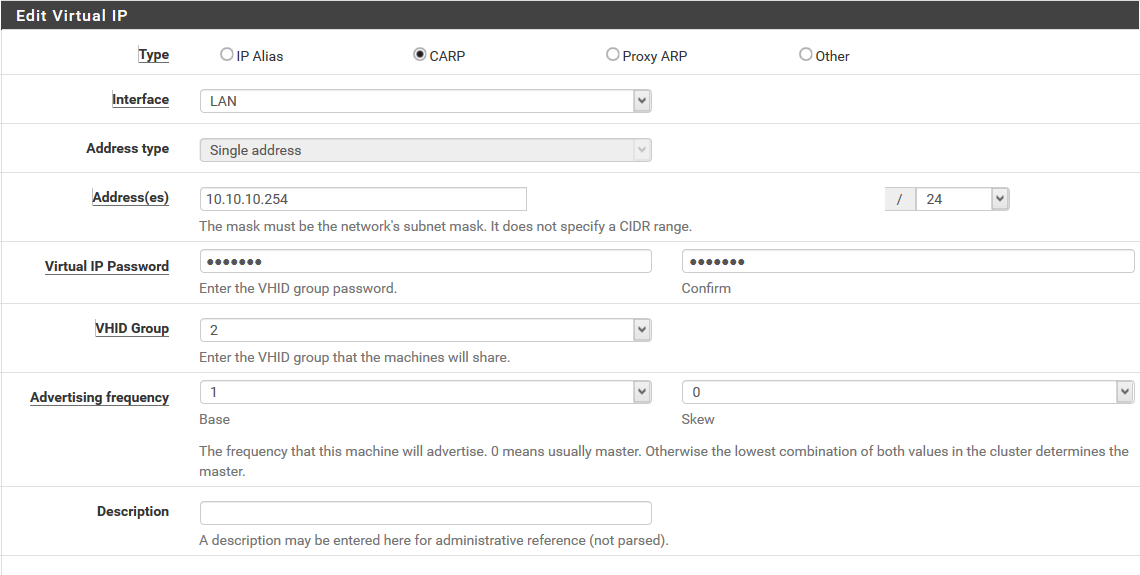 Edit Virtual IP
Type IP Alias CARP Proxy ARP Other
Interface LAN
Address type Single address
Address(es) 10.10.10.254 / 24
The mask must be the network's subnet mask. It does not specify a CIDR range.
Virtual IP Password ●●●●●●● ●●●●●●●
Enter the VHID group password. Confirm
VHID Group 2
Enter the VHID group that the machines will share.
Advertising frequency 1 0
Base Skew
The frequency that this machine will advertise. 0 means usually master. Otherwise the lowest combination of both values in the cluster determines the
master.
Description
A description may be entered here for administrative reference (not parsed).